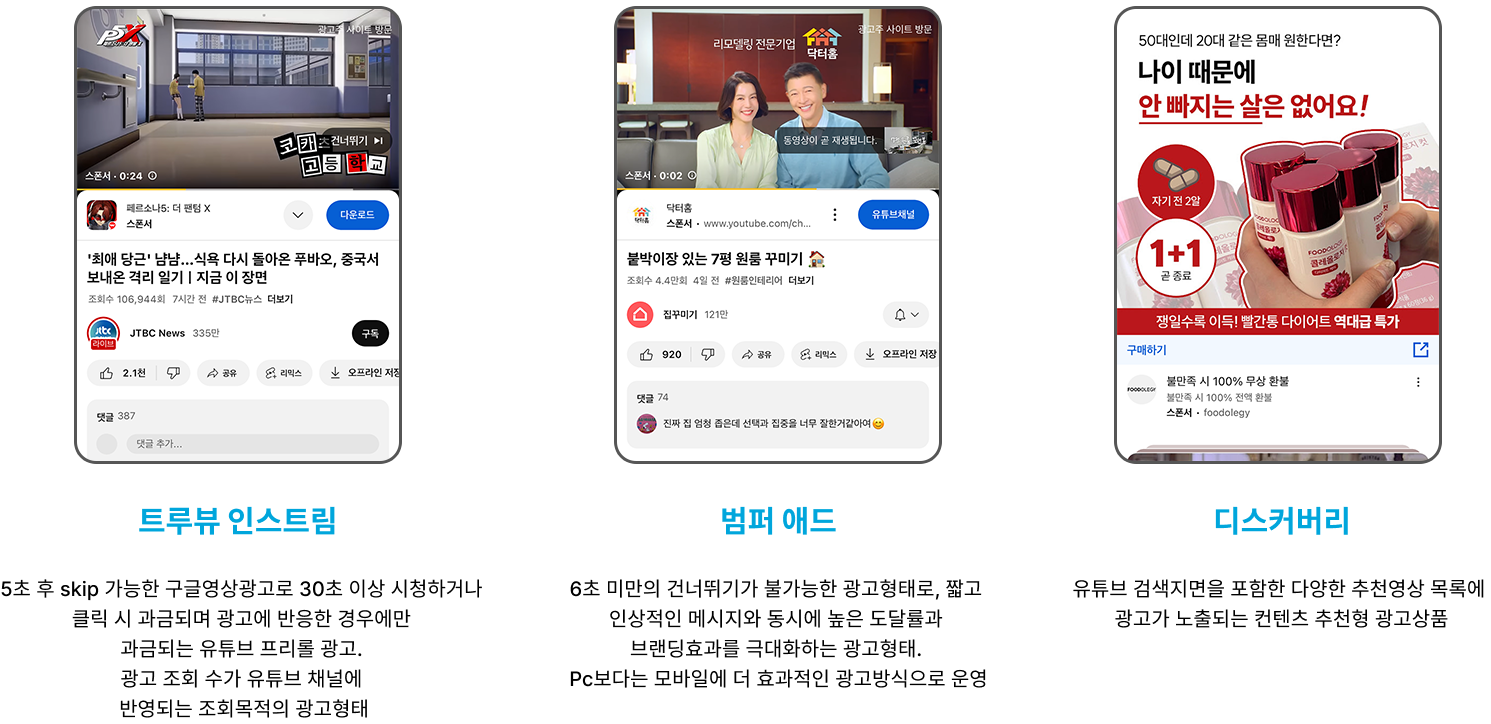 P5X
광고주 사이트 방문
코카츠
건너뛰기
고등학교
스폰서 · 0:24
페르소나5: 더 팬텀 X
스폰서
다운로드
'최애 당근' 냠냠...식욕 다시 돌아온 푸바오, 중국서
보내온 격리 일기ㅣ지금 이 장면
조회수 106,944회 7시간 전 #JTBC뉴스 더보기
jtbc
라이브
JTBC News 335만
구독
2.1천 공유 리믹스 오프라인 저장
댓글 387
댓글 추가...
트루뷰 인스트림
5초 후 skip 가능한 구글영상광고로 30초 이상 시청하거나
클릭 시 과금되며 광고에 반응한 경우에만
과금되는 유튜브 프리롤 광고.
광고 조회 수가 유튜브 채널에
반영되는 조회목적의 광고형태
리모델링 전문기업
닥터홈
광고주 사이트 방문
동영상이 곧 재생됩니다.
스폰서 · 0:02
닥터홈
닥터홈
스폰서 · www.youtube.com/ch...
유튜브채널
붙박이장 있는 7평 원룸 꾸미기 🏠
조회수 4.4만회 4일 전 #원룸인테리어 더보기
집꾸미기 121만
920 공유 리믹스 오프라인 저장
댓글 74
진짜 집 엄청 좁은데 선택과 집중을 너무 잘한거같아여😊
범퍼 애드
6초 미만의 건너뛰기가 불가능한 광고형태로, 짧고
인상적인 메시지와 동시에 높은 도달률과
브랜딩효과를 극대화하는 광고형태.
Pc보다는 모바일에 더 효과적인 광고방식으로 운영
50대인데 20대 같은 몸매 원한다면?
나이 때문에
안 빠지는 살은 없어요!
자기 전 2알
1+1
곧 종료
FOODOLOGY
콜레올로지
쟁일수록 이득! 빨간통 다이어트 역대급 특가
구매하기
FOODOLOGY
불만족 시 100% 무상 환불
불만족 시 100% 전액 환불
스폰서 · foodolegy
디스커버리
유튜브 검색지면을 포함한 다양한 추천영상 목록에
광고가 노출되는 컨텐츠 추천형 광고상품